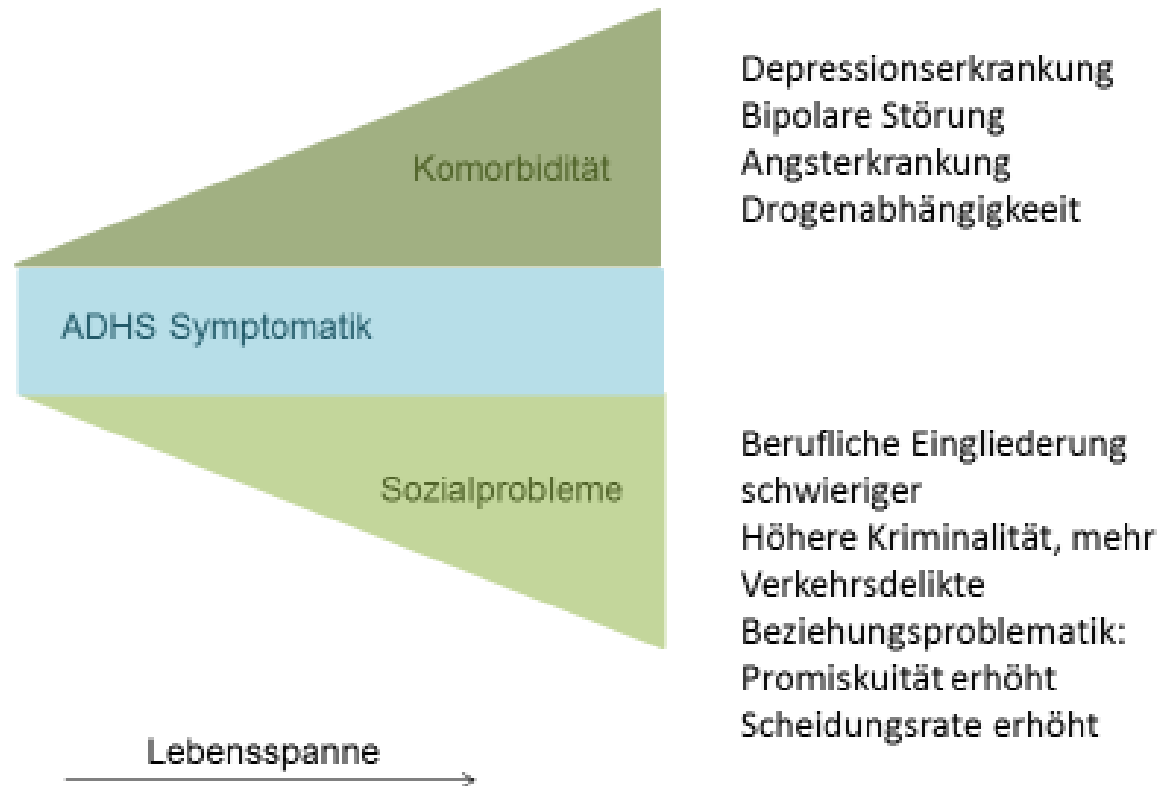 Depressionserkrankung
Bipolare Störung
Angsterkrankung
Drogenabhängigkeeit
Komorbidität
ADHS Symptomatik
Sozialprobleme
Berufliche Eingliederung
schwieriger
Höhere Kriminalität, mehr
Verkehrsdelikte
Beziehungsproblematik:
Promiskuität erhöht
Scheidungsrate erhöht
Lebensspanne